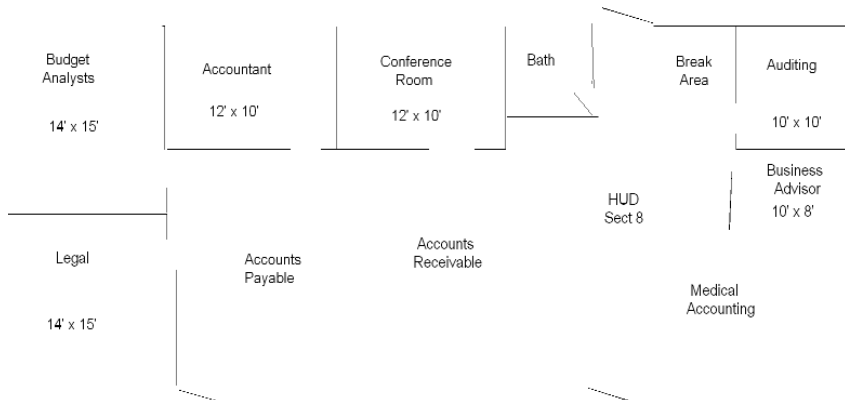 Budget
Analysts
14' x 15'
Accountant
12' x 10'
Conference
Room
12' x 10'
Bath
Break
Area
Auditing
10' x 10'
Business
Advisor
10' x 8'
HUD
Sect 8
Legal
14' x 15'
Accounts
Payable
Accounts
Receivable
Medical
Accounting